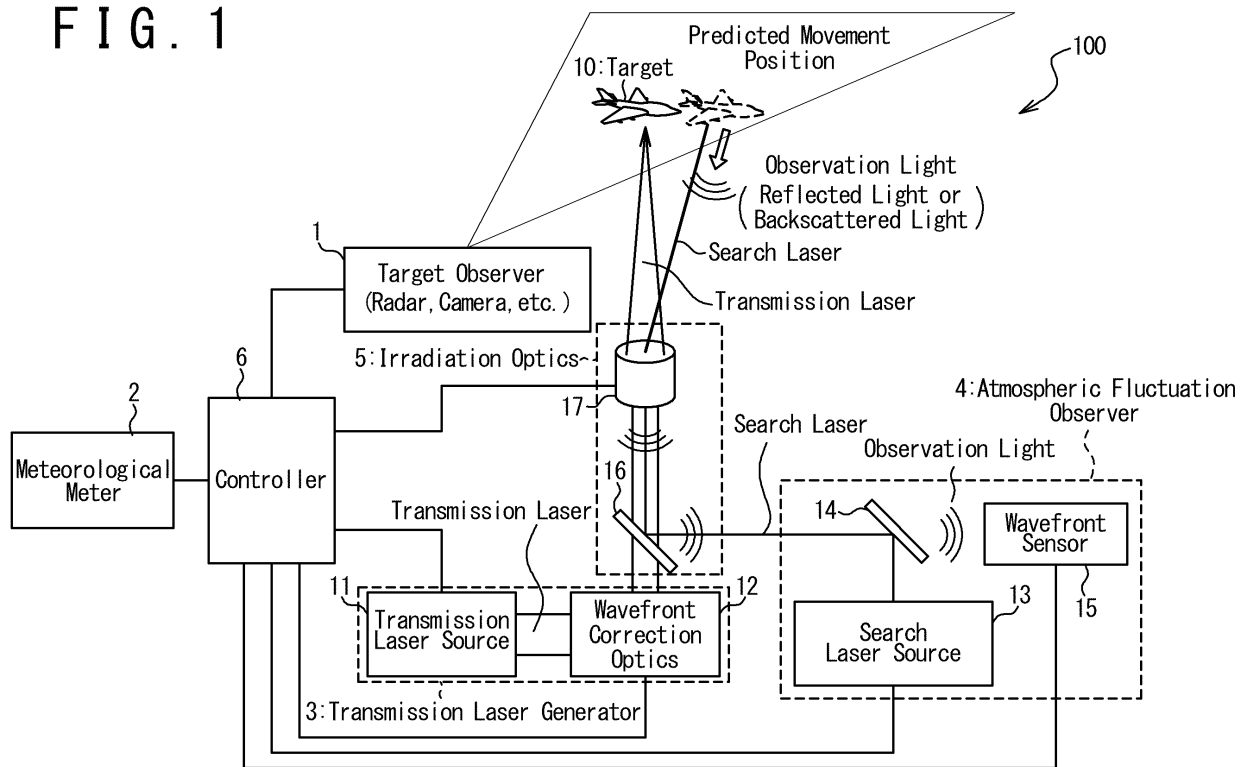 FIG. 1
Predicted Movement
Position
100
10:Target
Observation Light
(Reflected Light or
Backscattered Light)
Search Laser
Transmission Laser
1
Target Observer
(Radar, Camera, etc.)
5:Irradiation Optics
17
6
Controller
2
Meteorological
Meter
4:Atmospheric Fluctuation
Observer
Search Laser
Observation Light
16
14
Wavefront
Sensor
15
Transmission Laser
11
Transmission
Laser Source
12
Wavefront
Correction
Optics
13
Search
Laser Source
3:Transmission Laser Generator